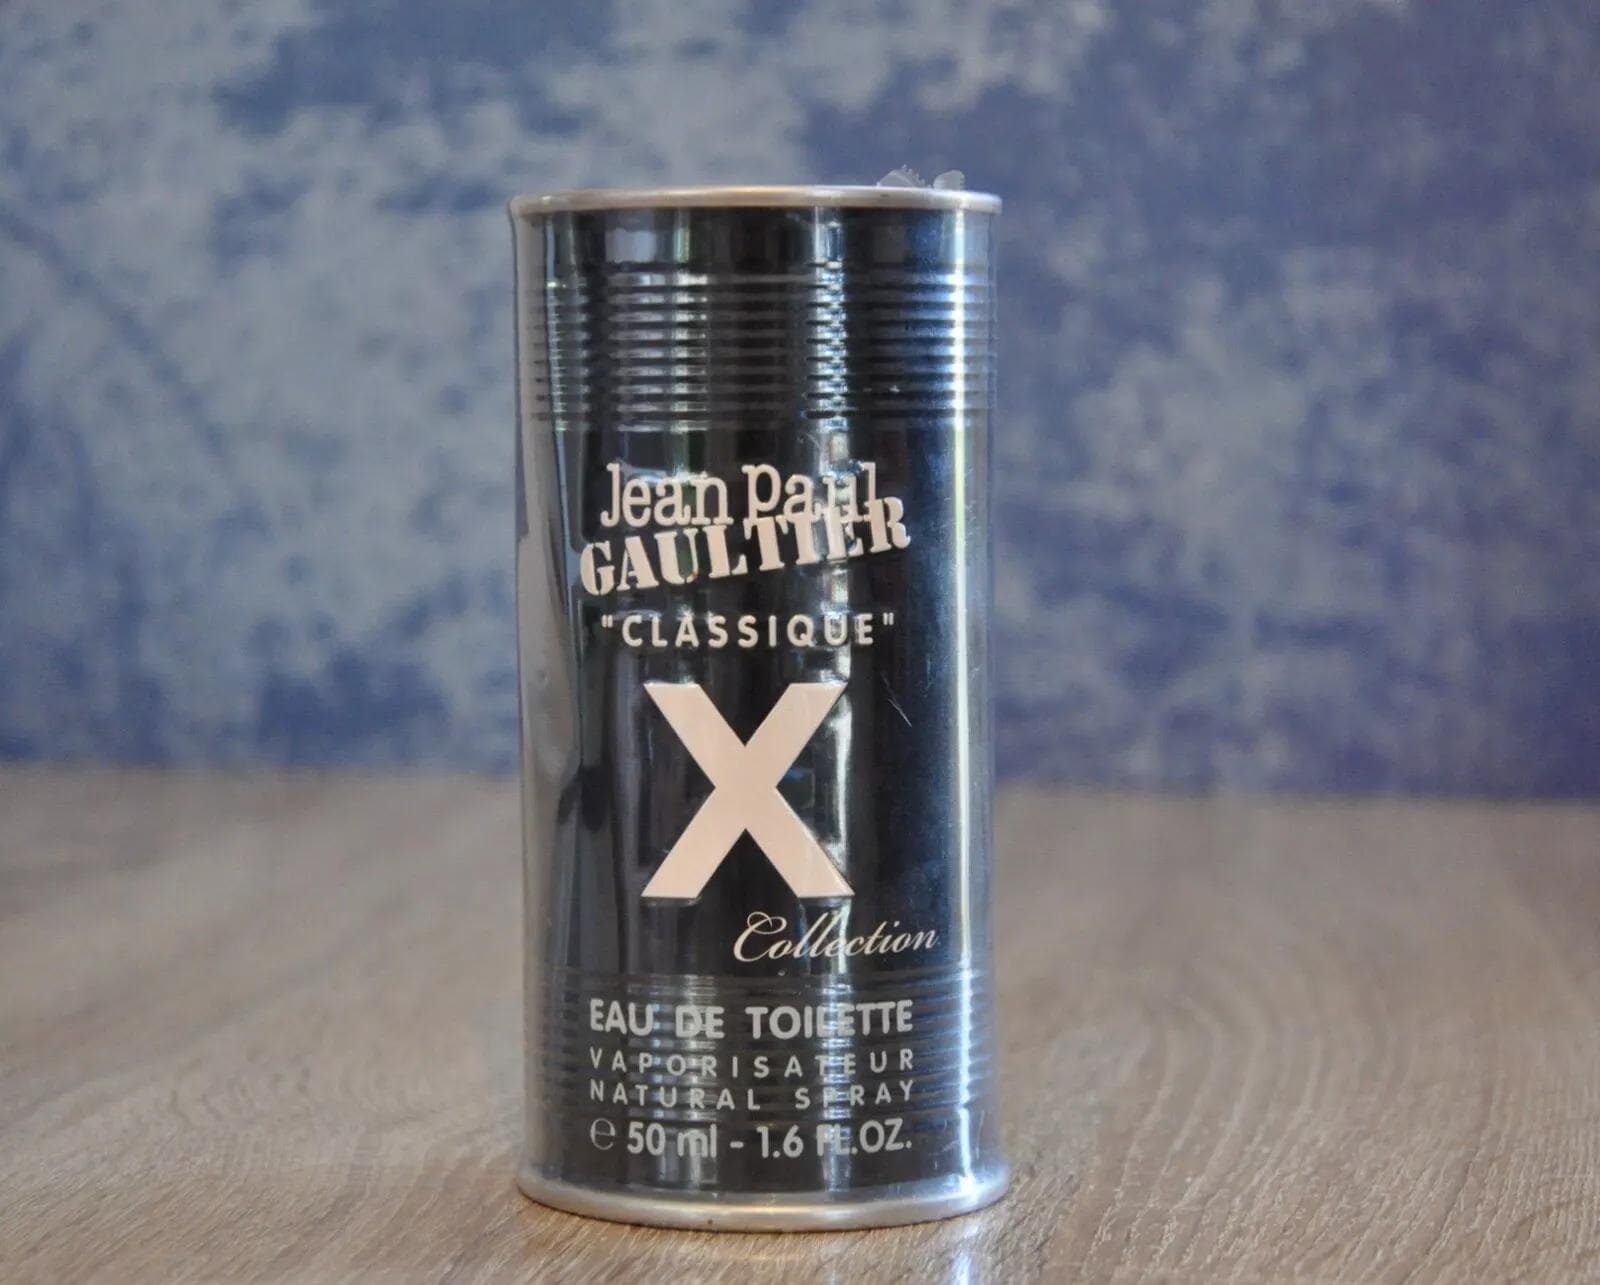 Jean Paul
GAULTIER
"CLASSIQUE"
X
Collection
EAU DE TOILETTE
VAPORISATEUR
NATURAL SPRAY
℮ 50 ml - 1.6 FL.OZ.